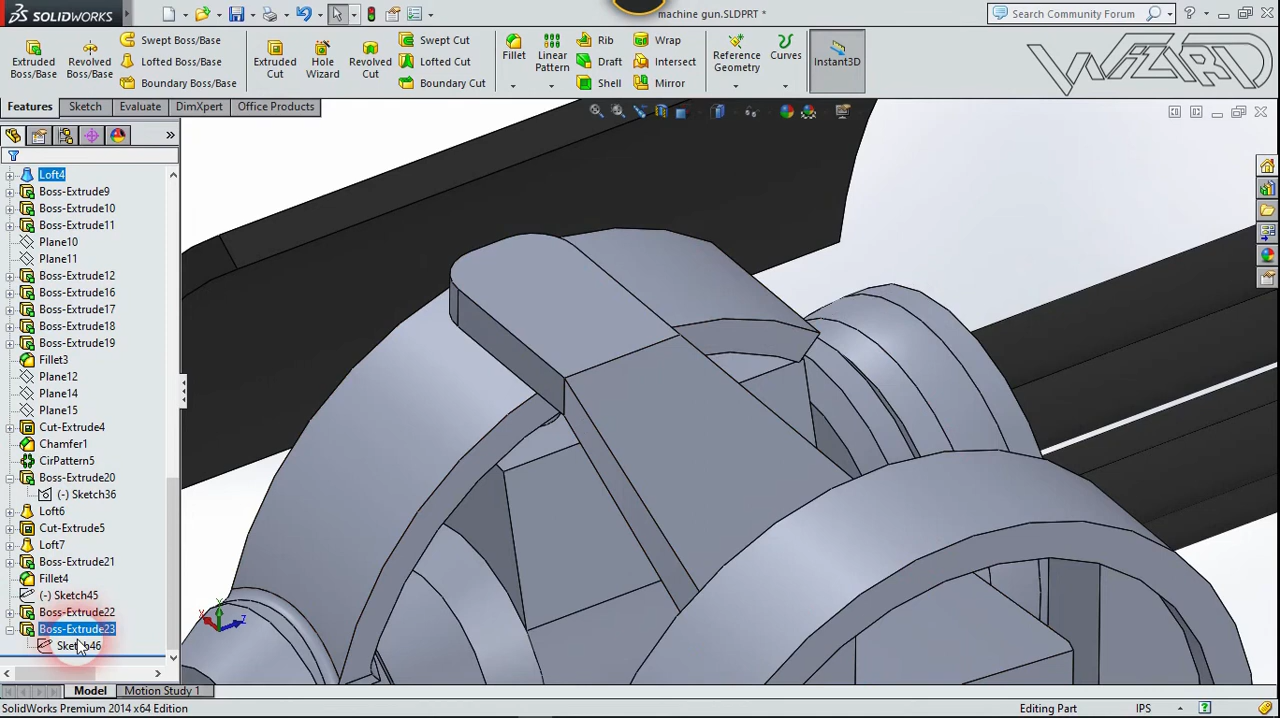 SOLIDWORKS
machine gun.SLDPRT *
Search Community Forum
Extruded Boss/Base
Revolved Boss/Base
Swept Boss/Base
Lofted Boss/Base
Boundary Boss/Base
Extruded Cut
Hole Wizard
Revolved Cut
Swept Cut
Lofted Cut
Boundary Cut
Fillet
Linear Pattern
Rib
Draft
Shell
Wrap
Intersect
Mirror
Reference Geometry
Curves
Instant3D
WIZARD
Features
Sketch
Evaluate
DimXpert
Office Products
Loft4
Boss-Extrude9
Boss-Extrude10
Boss-Extrude11
Plane10
Plane11
Boss-Extrude12
Boss-Extrude16
Boss-Extrude17
Boss-Extrude18
Boss-Extrude19
Fillet3
Plane12
Plane14
Plane15
Cut-Extrude4
Chamfer1
CirPattern5
Boss-Extrude20
(-) Sketch36
Loft6
Cut-Extrude5
Loft7
Boss-Extrude21
Fillet4
(-) Sketch45
Boss-Extrude22
Boss-Extrude23
Sketch46
Y
X
Z
Model
Motion Study 1
SolidWorks Premium 2014 x64 Edition
Editing Part
IPS